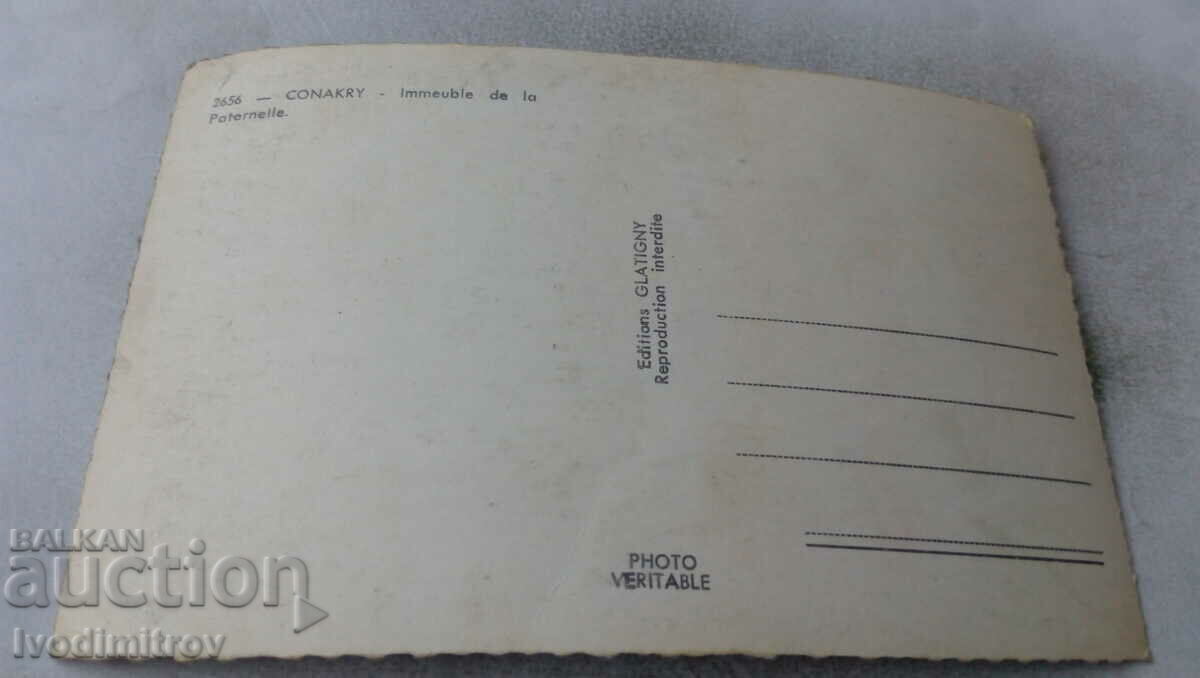 2656 — CONAKRY - Immeuble de la
Paternelle.
Editions GLATIGNY
Reproduction interdite
PHOTO
VERITABLE
BALKAN
auction
Ivodimitrov